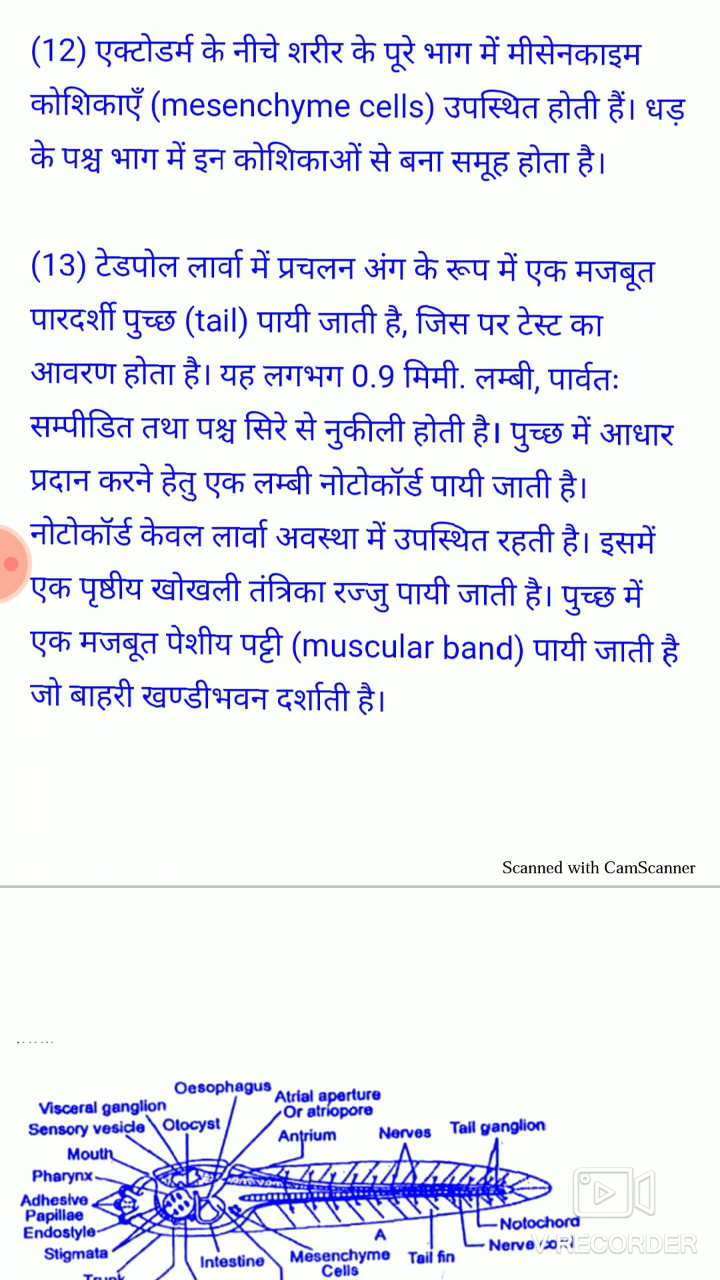 (12) एक्टोडर्म के नीचे शरीर के पूरे भाग में मीसेनकाइम
कोशिकाएँ (mesenchyme cells) उपस्थित होती हैं। धड़
के पश्च भाग में इन कोशिकाओं से बना समूह होता है।
(13) टेडपोल लार्वा में प्रचलन अंग के रूप में एक मजबूत
पारदर्शी पुच्छ (tail) पायी जाती है, जिस पर टेस्ट का
आवरण होता है। यह लगभग 0.9 मिमी. लम्बी, पार्वतः
सम्पीडित तथा पश्च सिरे से नुकीली होती है। पुच्छ में आधार
प्रदान करने हेतु एक लम्बी नोटोकॉर्ड पायी जाती है।
नोटोकॉर्ड केवल लार्वा अवस्था में उपस्थित रहती है। इसमें
एक पृष्ठीय खोखली तंत्रिका रज्जु पायी जाती है। पुच्छ में
एक मजबूत पेशीय पट्टी (muscular band) पायी जाती है
जो बाहरी खण्डीभवन दर्शाती है।
Scanned with CamScanner
Oesophagus
Atrial aperture
Or atriopore
Visceral ganglion
Sensory vesicle
Otocyst
Antrium
Nerves
Tail ganglion
Mouth
Pharynx
Adhesive
Papillae
Endostyle
Stigmata
Trunk
Intestine
Mesenchyme
Cells
A
Tail fin
Notochord
Nerve cord
V-RECORDER